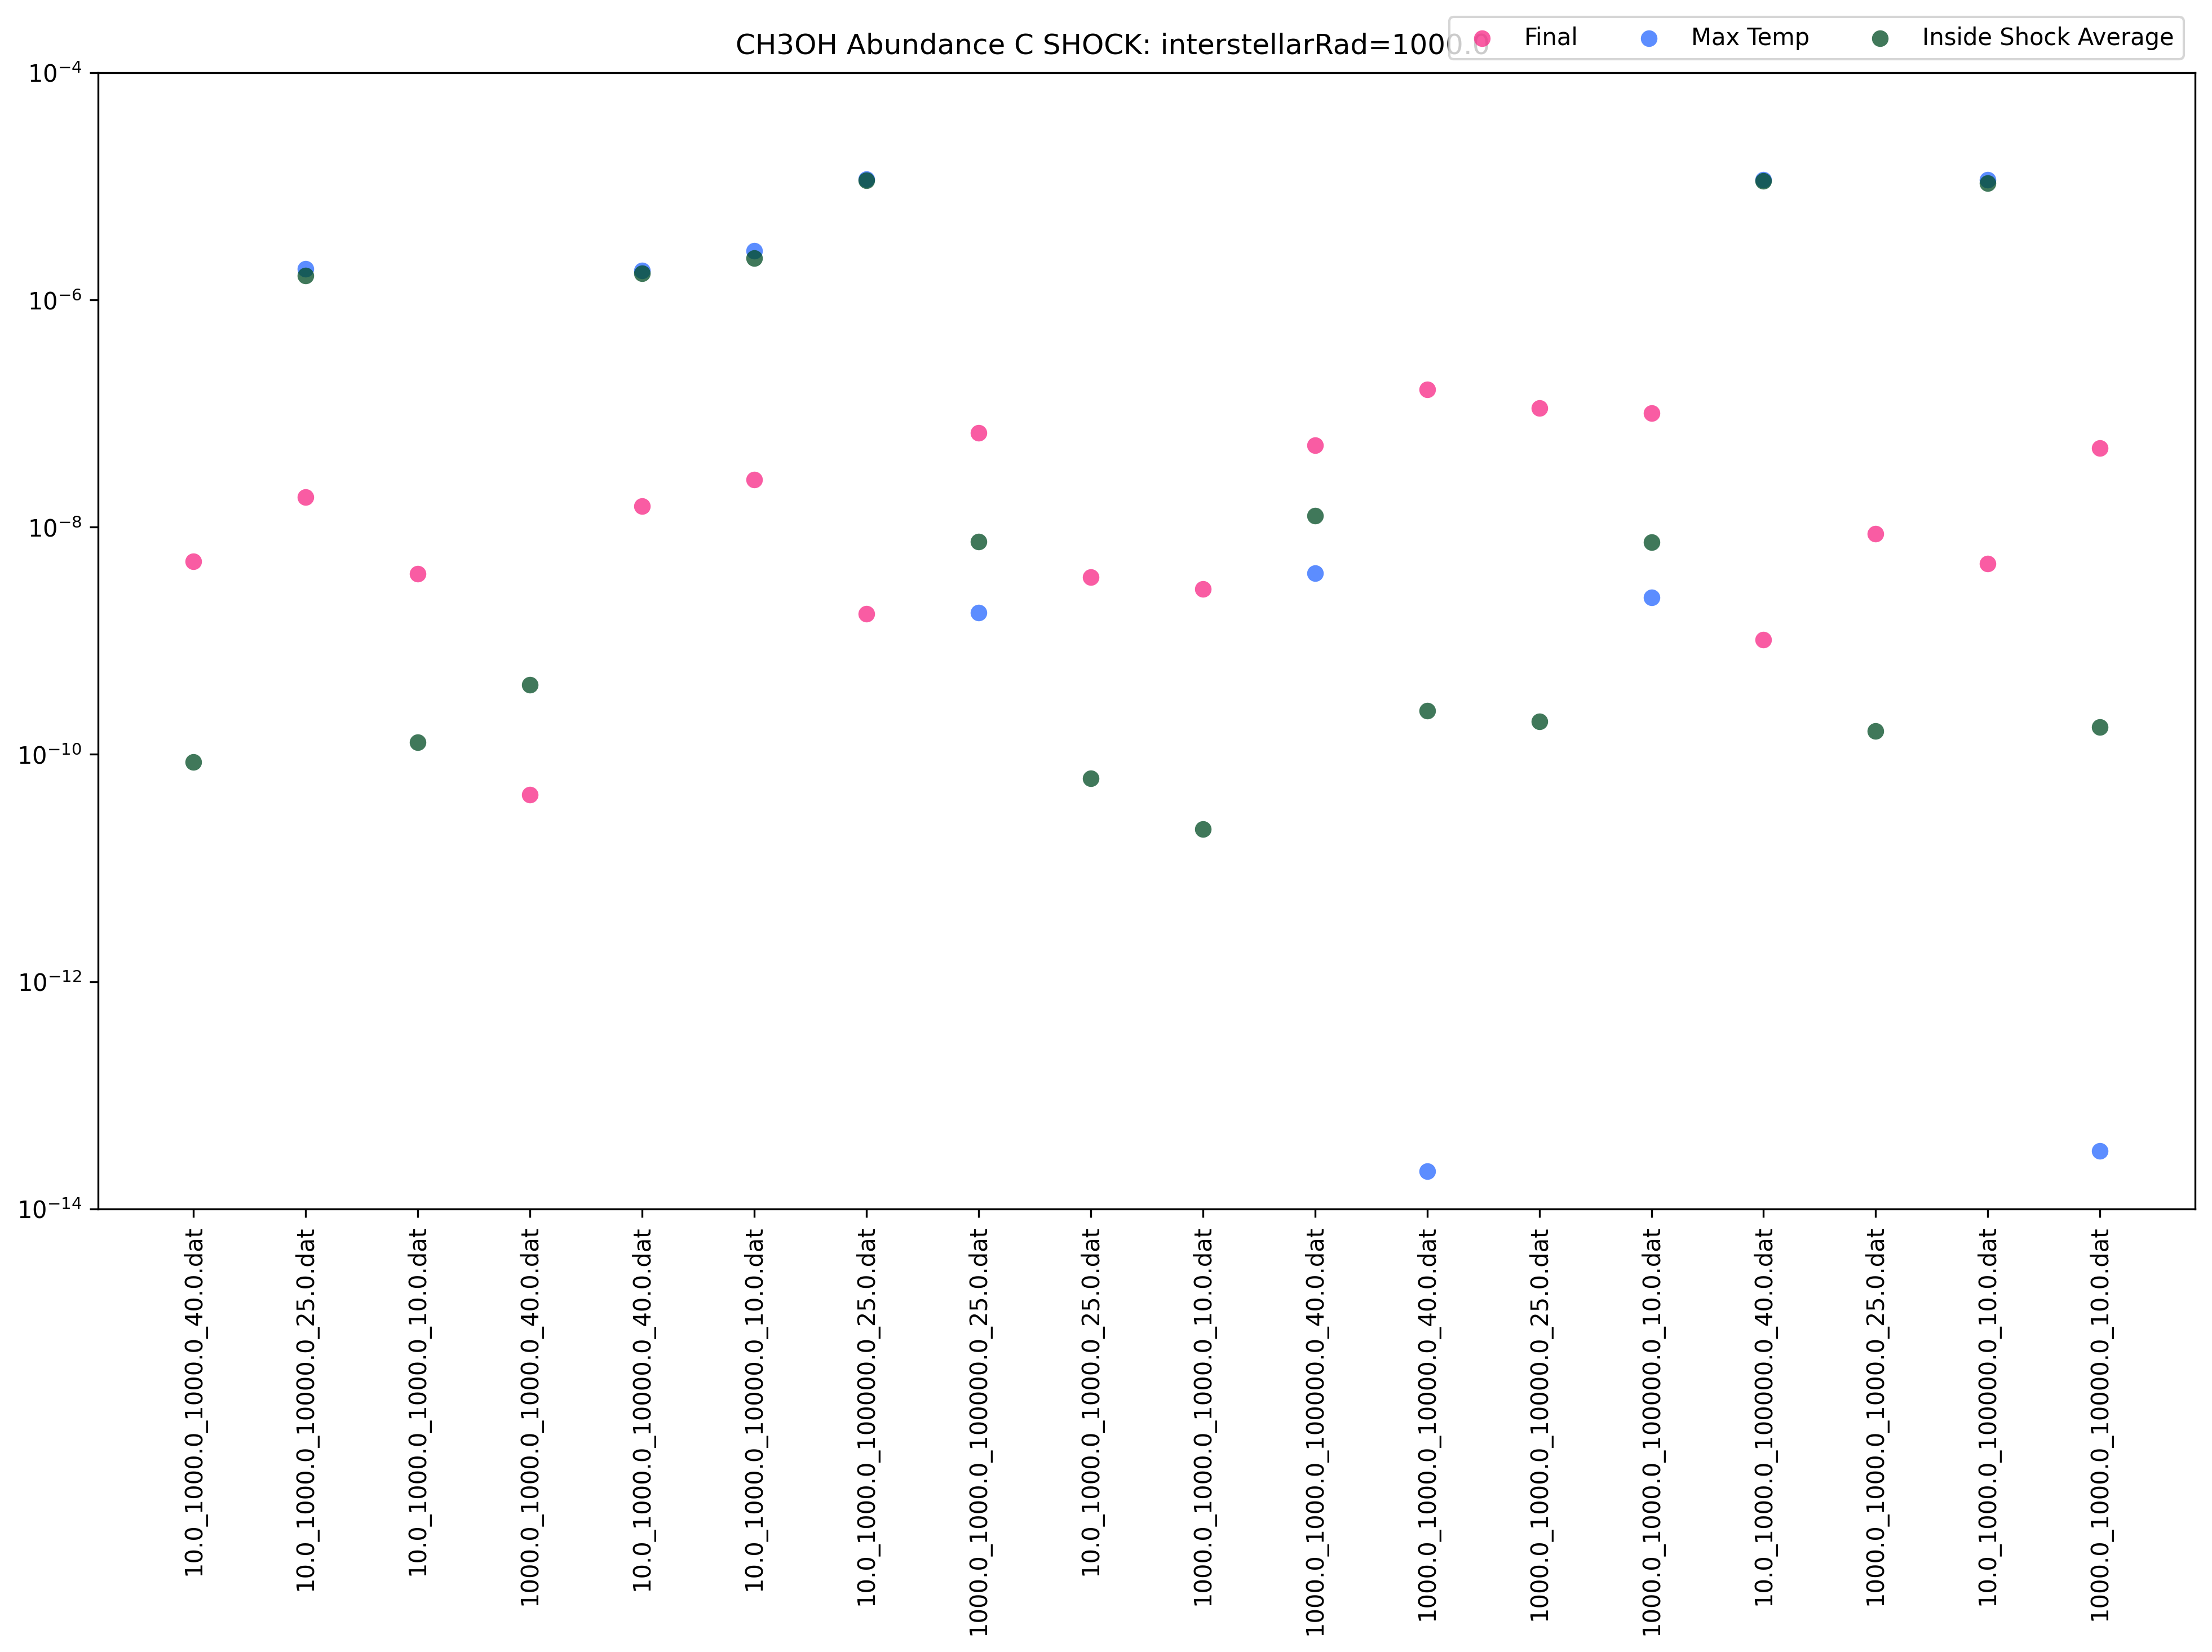 CH3OH Abundance C SHOCK: interstellarRad=1000.0
Final
Max Temp
Inside Shock Average
10−4
10−6
10−8
10−10
10−12
10−14
10.0_1000.0_1000.0_40.0.dat
10.0_1000.0_10000.0_25.0.dat
10.0_1000.0_1000.0_10.0.dat
1000.0_1000.0_1000.0_40.0.dat
10.0_1000.0_10000.0_40.0.dat
10.0_1000.0_10000.0_10.0.dat
10.0_1000.0_100000.0_25.0.dat
1000.0_1000.0_100000.0_25.0.dat
10.0_1000.0_1000.0_25.0.dat
1000.0_1000.0_1000.0_10.0.dat
1000.0_1000.0_100000.0_40.0.dat
1000.0_1000.0_10000.0_40.0.dat
1000.0_1000.0_10000.0_25.0.dat
1000.0_1000.0_100000.0_10.0.dat
10.0_1000.0_100000.0_40.0.dat
1000.0_1000.0_1000.0_25.0.dat
10.0_1000.0_100000.0_10.0.dat
1000.0_1000.0_10000.0_10.0.dat